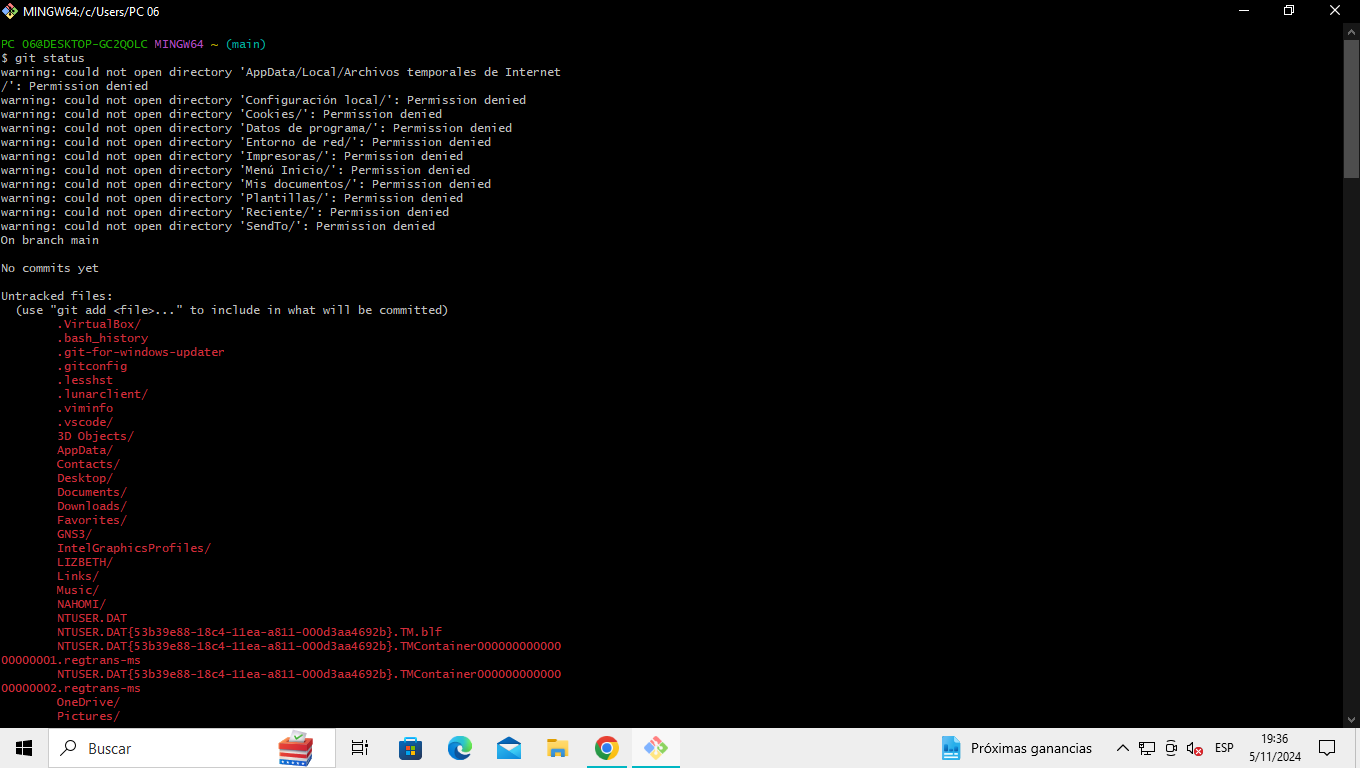 MINGW64:/c/Users/PC 06
PC 06@DESKTOP-GC2QOLC MINGW64 ~ (main)
$ git status
warning: could not open directory 'AppData/Local/Archivos temporales de Internet
/': Permission denied
warning: could not open directory 'Configuración local/': Permission denied
warning: could not open directory 'Cookies/': Permission denied
warning: could not open directory 'Datos de programa/': Permission denied
warning: could not open directory 'Entorno de red/': Permission denied
warning: could not open directory 'Impresoras/': Permission denied
warning: could not open directory 'Menú Inicio/': Permission denied
warning: could not open directory 'Mis documentos/': Permission denied
warning: could not open directory 'Plantillas/': Permission denied
warning: could not open directory 'Reciente/': Permission denied
warning: could not open directory 'SendTo/': Permission denied
On branch main
No commits yet
Untracked files:
(use "git add <file>..." to include in what will be committed)
.VirtualBox/
.bash_history
.git-for-windows-updater
.gitconfig
.lesshst
.lunarclient/
.viminfo
.vscode/
3D Objects/
AppData/
Contacts/
Desktop/
Documents/
Downloads/
Favorites/
GNS3/
IntelGraphicsProfiles/
LIZBETH/
Links/
Music/
NAHOMI/
NTUSER.DAT
NTUSER.DAT{53b39e88-18c4-11ea-a811-000d3aa4692b}.TM.blf
NTUSER.DAT{53b39e88-18c4-11ea-a811-000d3aa4692b}.TMContainer000000000000
00000001.regtrans-ms
NTUSER.DAT{53b39e88-18c4-11ea-a811-000d3aa4692b}.TMContainer000000000000
00000002.regtrans-ms
OneDrive/
Pictures/
Buscar
Próximas ganancias
ESP
19:36
5/11/2024